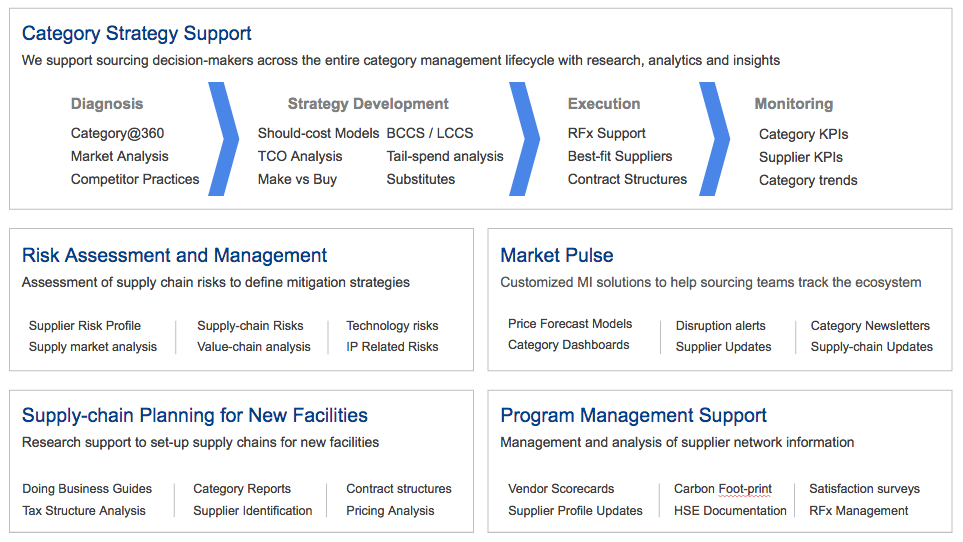 Category Strategy Support
We support sourcing decision-makers across the entire category management lifecycle with research, analytics and insights
Diagnosis
Category@360
Market Analysis
Competitor Practices
Strategy Development
Should-cost Models BCCS / LCCS
TCO Analysis Tail-spend analysis
Make vs Buy Substitutes
Execution
RFx Support
Best-fit Suppliers
Contract Structures
Monitoring
Category KPIs
Supplier KPIs
Category trends
Risk Assessment and Management
Assessment of supply chain risks to define mitigation strategies
Supplier Risk Profile
Supply market analysis
Supply-chain Risks
Value-chain analysis
Technology risks
IP Related Risks
Market Pulse
Customized MI solutions to help sourcing teams track the ecosystem
Price Forecast Models
Category Dashboards
Disruption alerts
Supplier Updates
Category Newsletters
Supply-chain Updates
Supply-chain Planning for New Facilities
Research support to set-up supply chains for new facilities
Doing Business Guides
Tax Structure Analysis
Category Reports
Supplier Identification
Contract structures
Pricing Analysis
Program Management Support
Management and analysis of supplier network information
Vendor Scorecards
Supplier Profile Updates
Carbon Foot-print
HSE Documentation
Satisfaction surveys
RFx Management